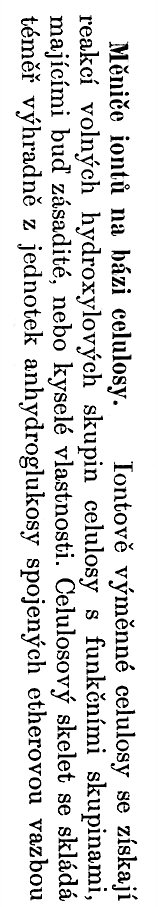 Měniče iontů na bázi celulosy. Iontově výměnné celulosy se získají
reakcí volných hydroxylových skupin celulosy s funkčními skupinami,
majícími buď zásadité, nebo kyselé vlastnosti. Celulosový skelet se skládá
téměř výhradně z jednotek anhydroglukosy spojených etherovou vazbou